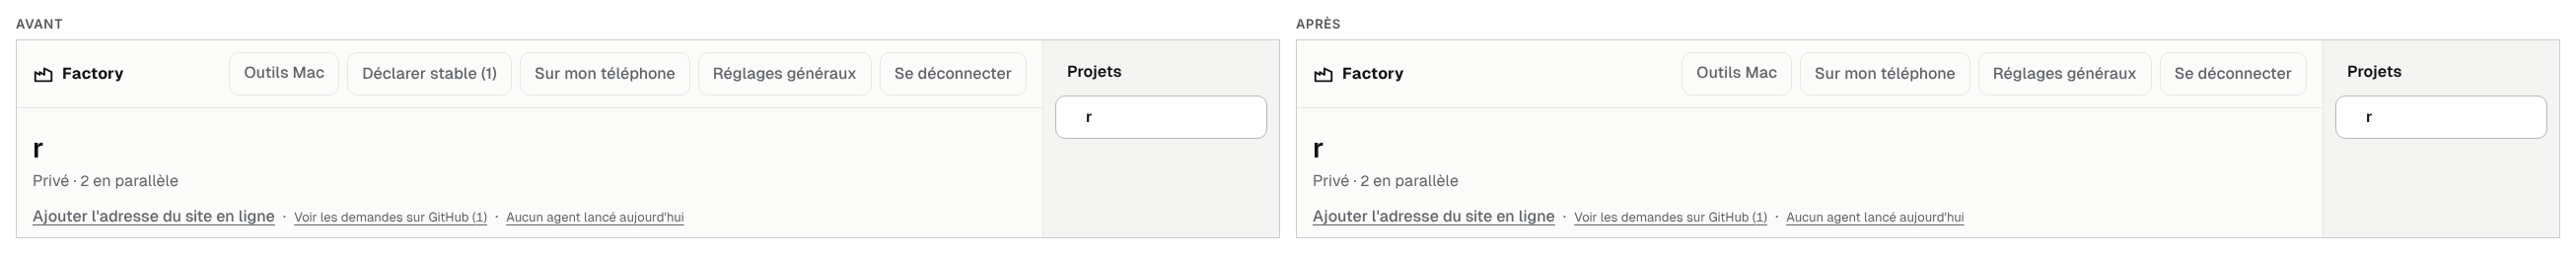 AVANT
Factory
Outils Mac
Déclarer stable (1)
Sur mon téléphone
Réglages généraux
Se déconnecter
Projets
r
r
Privé · 2 en parallèle
Ajouter l'adresse du site en ligne · Voir les demandes sur GitHub (1) · Aucun agent lancé aujourd'hui
APRÈS
Factory
Outils Mac
Sur mon téléphone
Réglages généraux
Se déconnecter
Projets
r
r
Privé · 2 en parallèle
Ajouter l'adresse du site en ligne · Voir les demandes sur GitHub (1) · Aucun agent lancé aujourd'hui